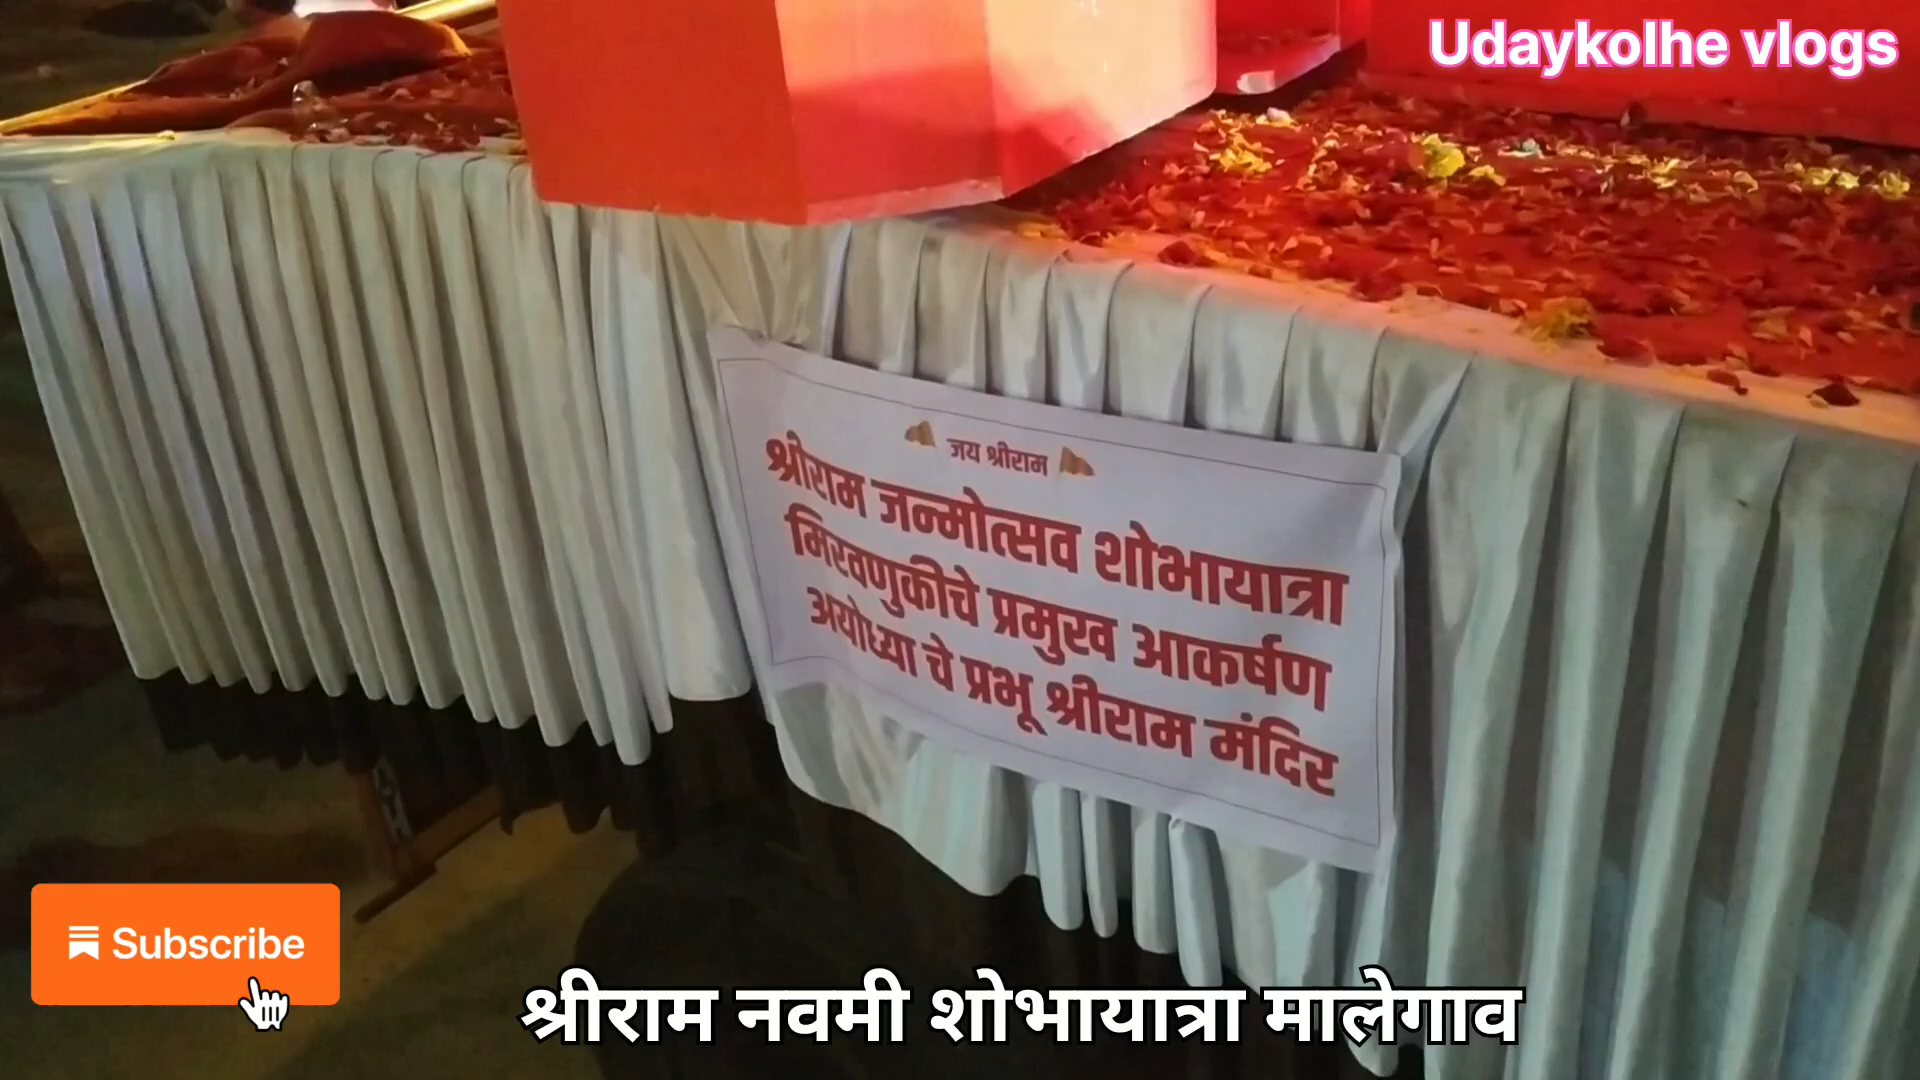 Udaykolhe vlogs
जय श्रीराम
श्रीराम जन्मोत्सव शोभायात्रा
मिरवणुकीचे प्रमुख आकर्षण
अयोध्या चे प्रभू श्रीराम मंदिर
Subscribe
श्रीराम नवमी शोभायात्रा मालेगाव